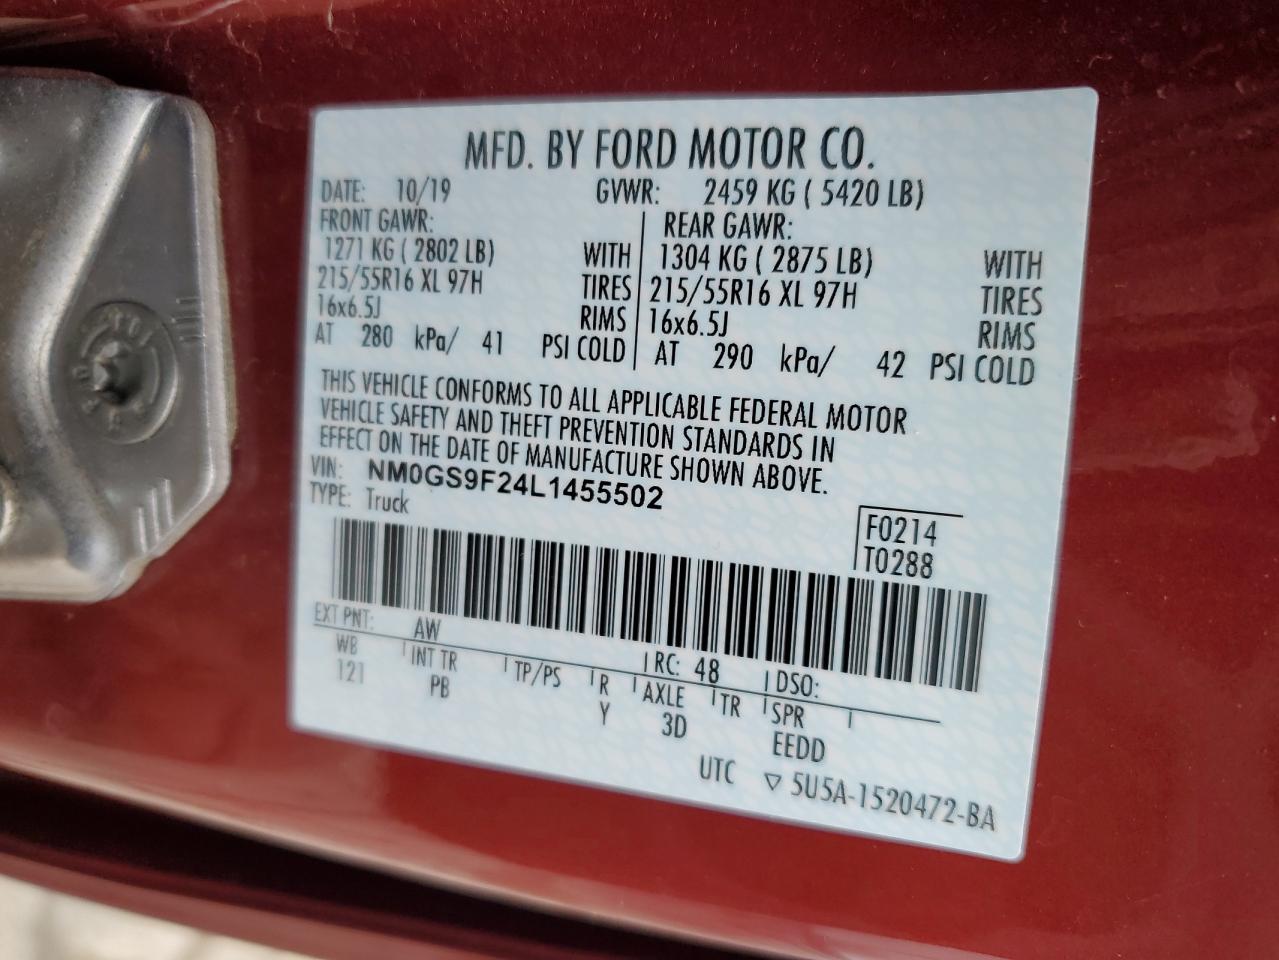 MFD. BY FORD MOTOR CO.
DATE: 10/19 GVWR: 2459 KG ( 5420 LB)
FRONT GAWR: REAR GAWR:
1271 KG ( 2802 LB) WITH 1304 KG ( 2875 LB) WITH
215/55R16 XL 97H TIRES 215/55R16 XL 97H TIRES
16x6.5J RIMS 16x6.5J RIMS
AT 280 kPa/ 41 PSI COLD AT 290 kPa/ 42 PSI COLD
THIS VEHICLE CONFORMS TO ALL APPLICABLE FEDERAL MOTOR
VEHICLE SAFETY AND THEFT PREVENTION STANDARDS IN
EFFECT ON THE DATE OF MANUFACTURE SHOWN ABOVE.
VIN: NM0GS9F24L1455502
TYPE: Truck
F0214
T0288
EXT PNT: AW RC: 48 DSO:
WB INT TR TP/PS R AXLE TR SPR
121 PB Y 3D EEDD
UTC ▽ 5U5A-1520472-BA